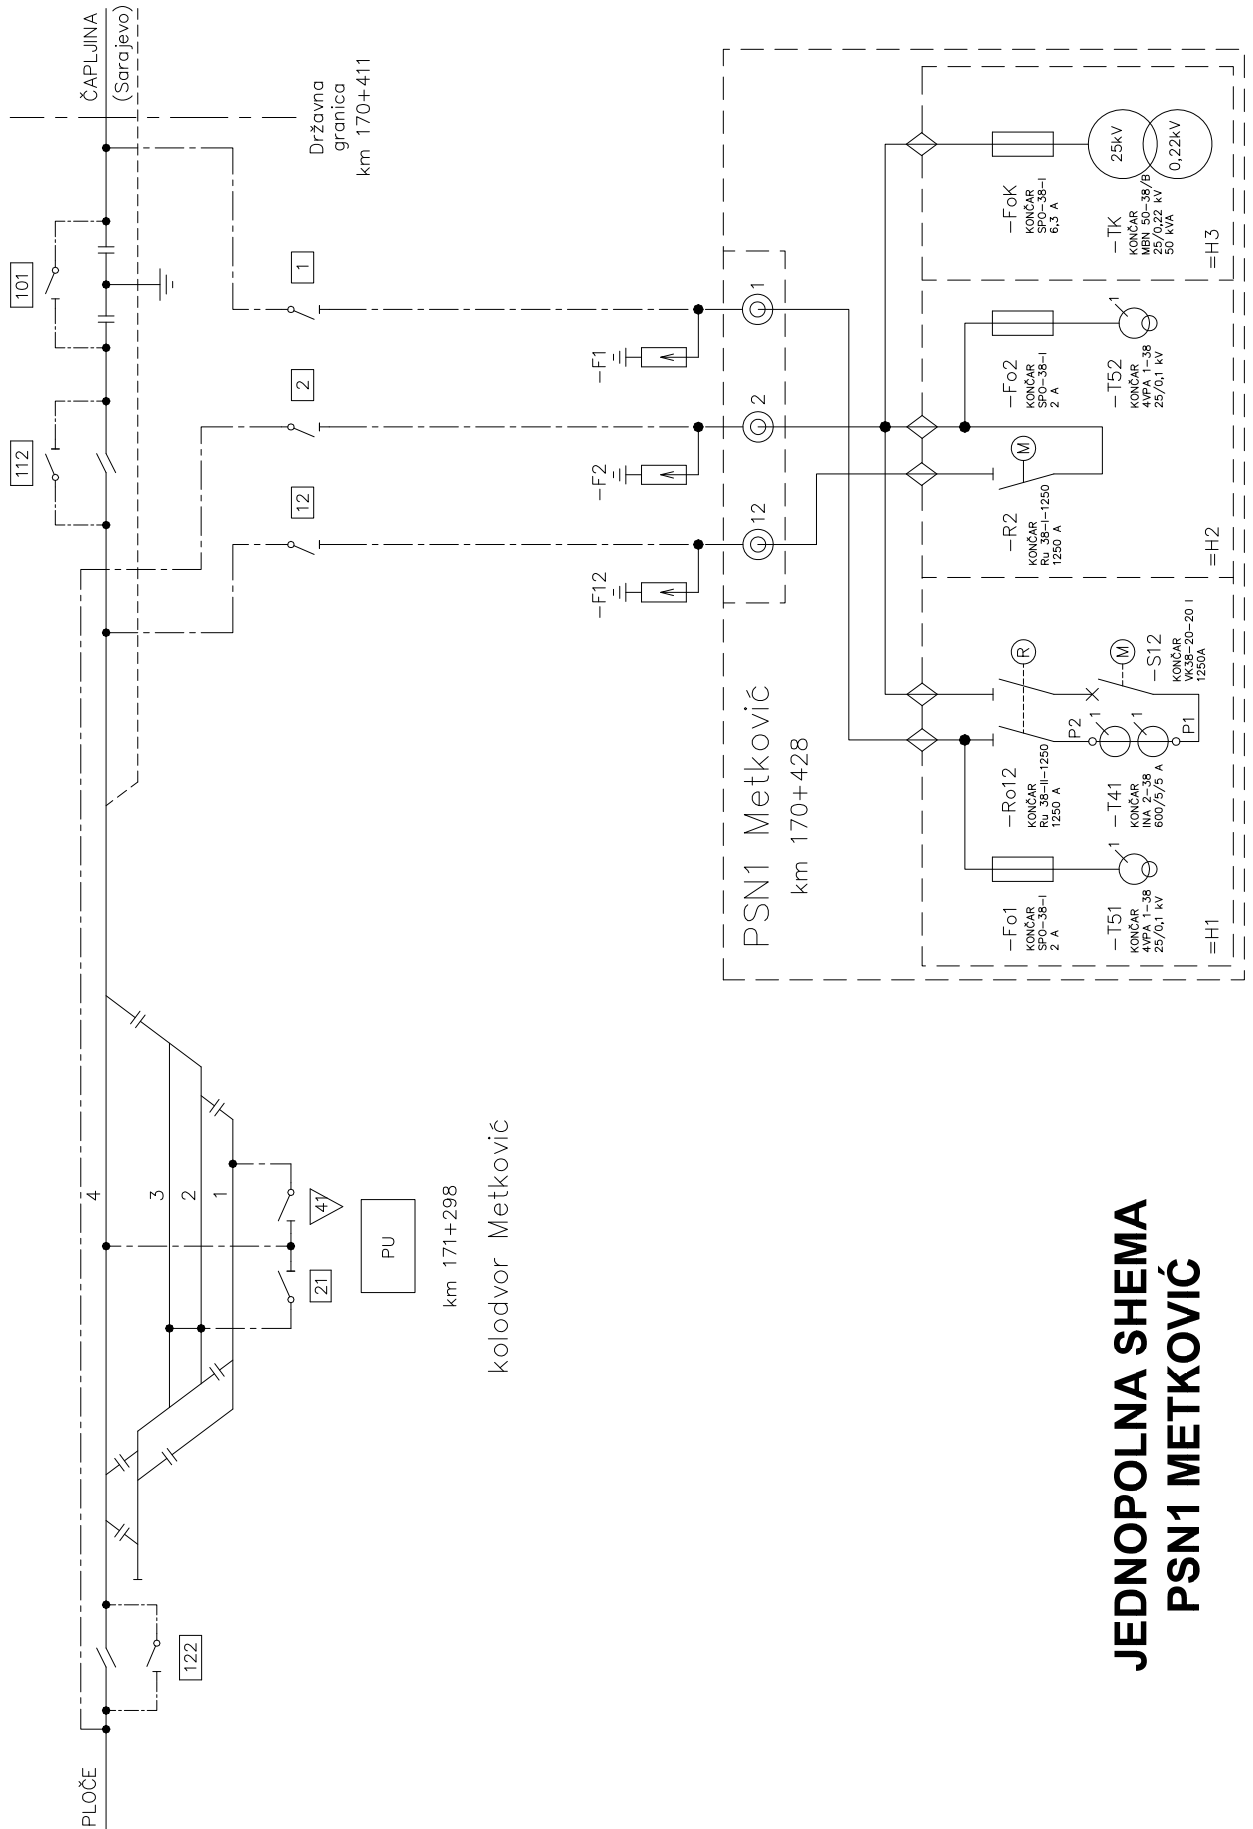 PLOČE
ČAPLJINA
(Sarajevo)
Državna
granica
km 170+411
122
112
101
4
3
2
1
21
41
PU
km 171+298
kolodvor Metković
12
2
1
-F12
-F2
-F1
12
2
1
PSN1 Metković
km 170+428
-Fo1
KONČAR
SPO-38-I
2 A
-T51
KONČAR
4VPA 1-38
25/0,1 kV
1
=H1
-Ro12
KONČAR
Ru 38-II-1250
1250 A
R
-T41
KONČAR
INA 2-38
600/5/5 A
P2
1
1
P1
M
-S12
KONČAR
VK38-20-20 I
1250A
-R2
KONČAR
Ru 38-I-1250
1250 A
M
=H2
-Fo2
KONČAR
SPO-38-I
2 A
-T52
KONČAR
4VPA 1-38
25/0,1 kV
1
-FoK
KONČAR
SPO-38-I
6,3 A
-TK
KONČAR
MBN 50-38/B
25/0,22 kV
50 kVA
25kV
0,22kV
=H3
JEDNOPOLNA SHEMA
PSN1 METKOVIĆ